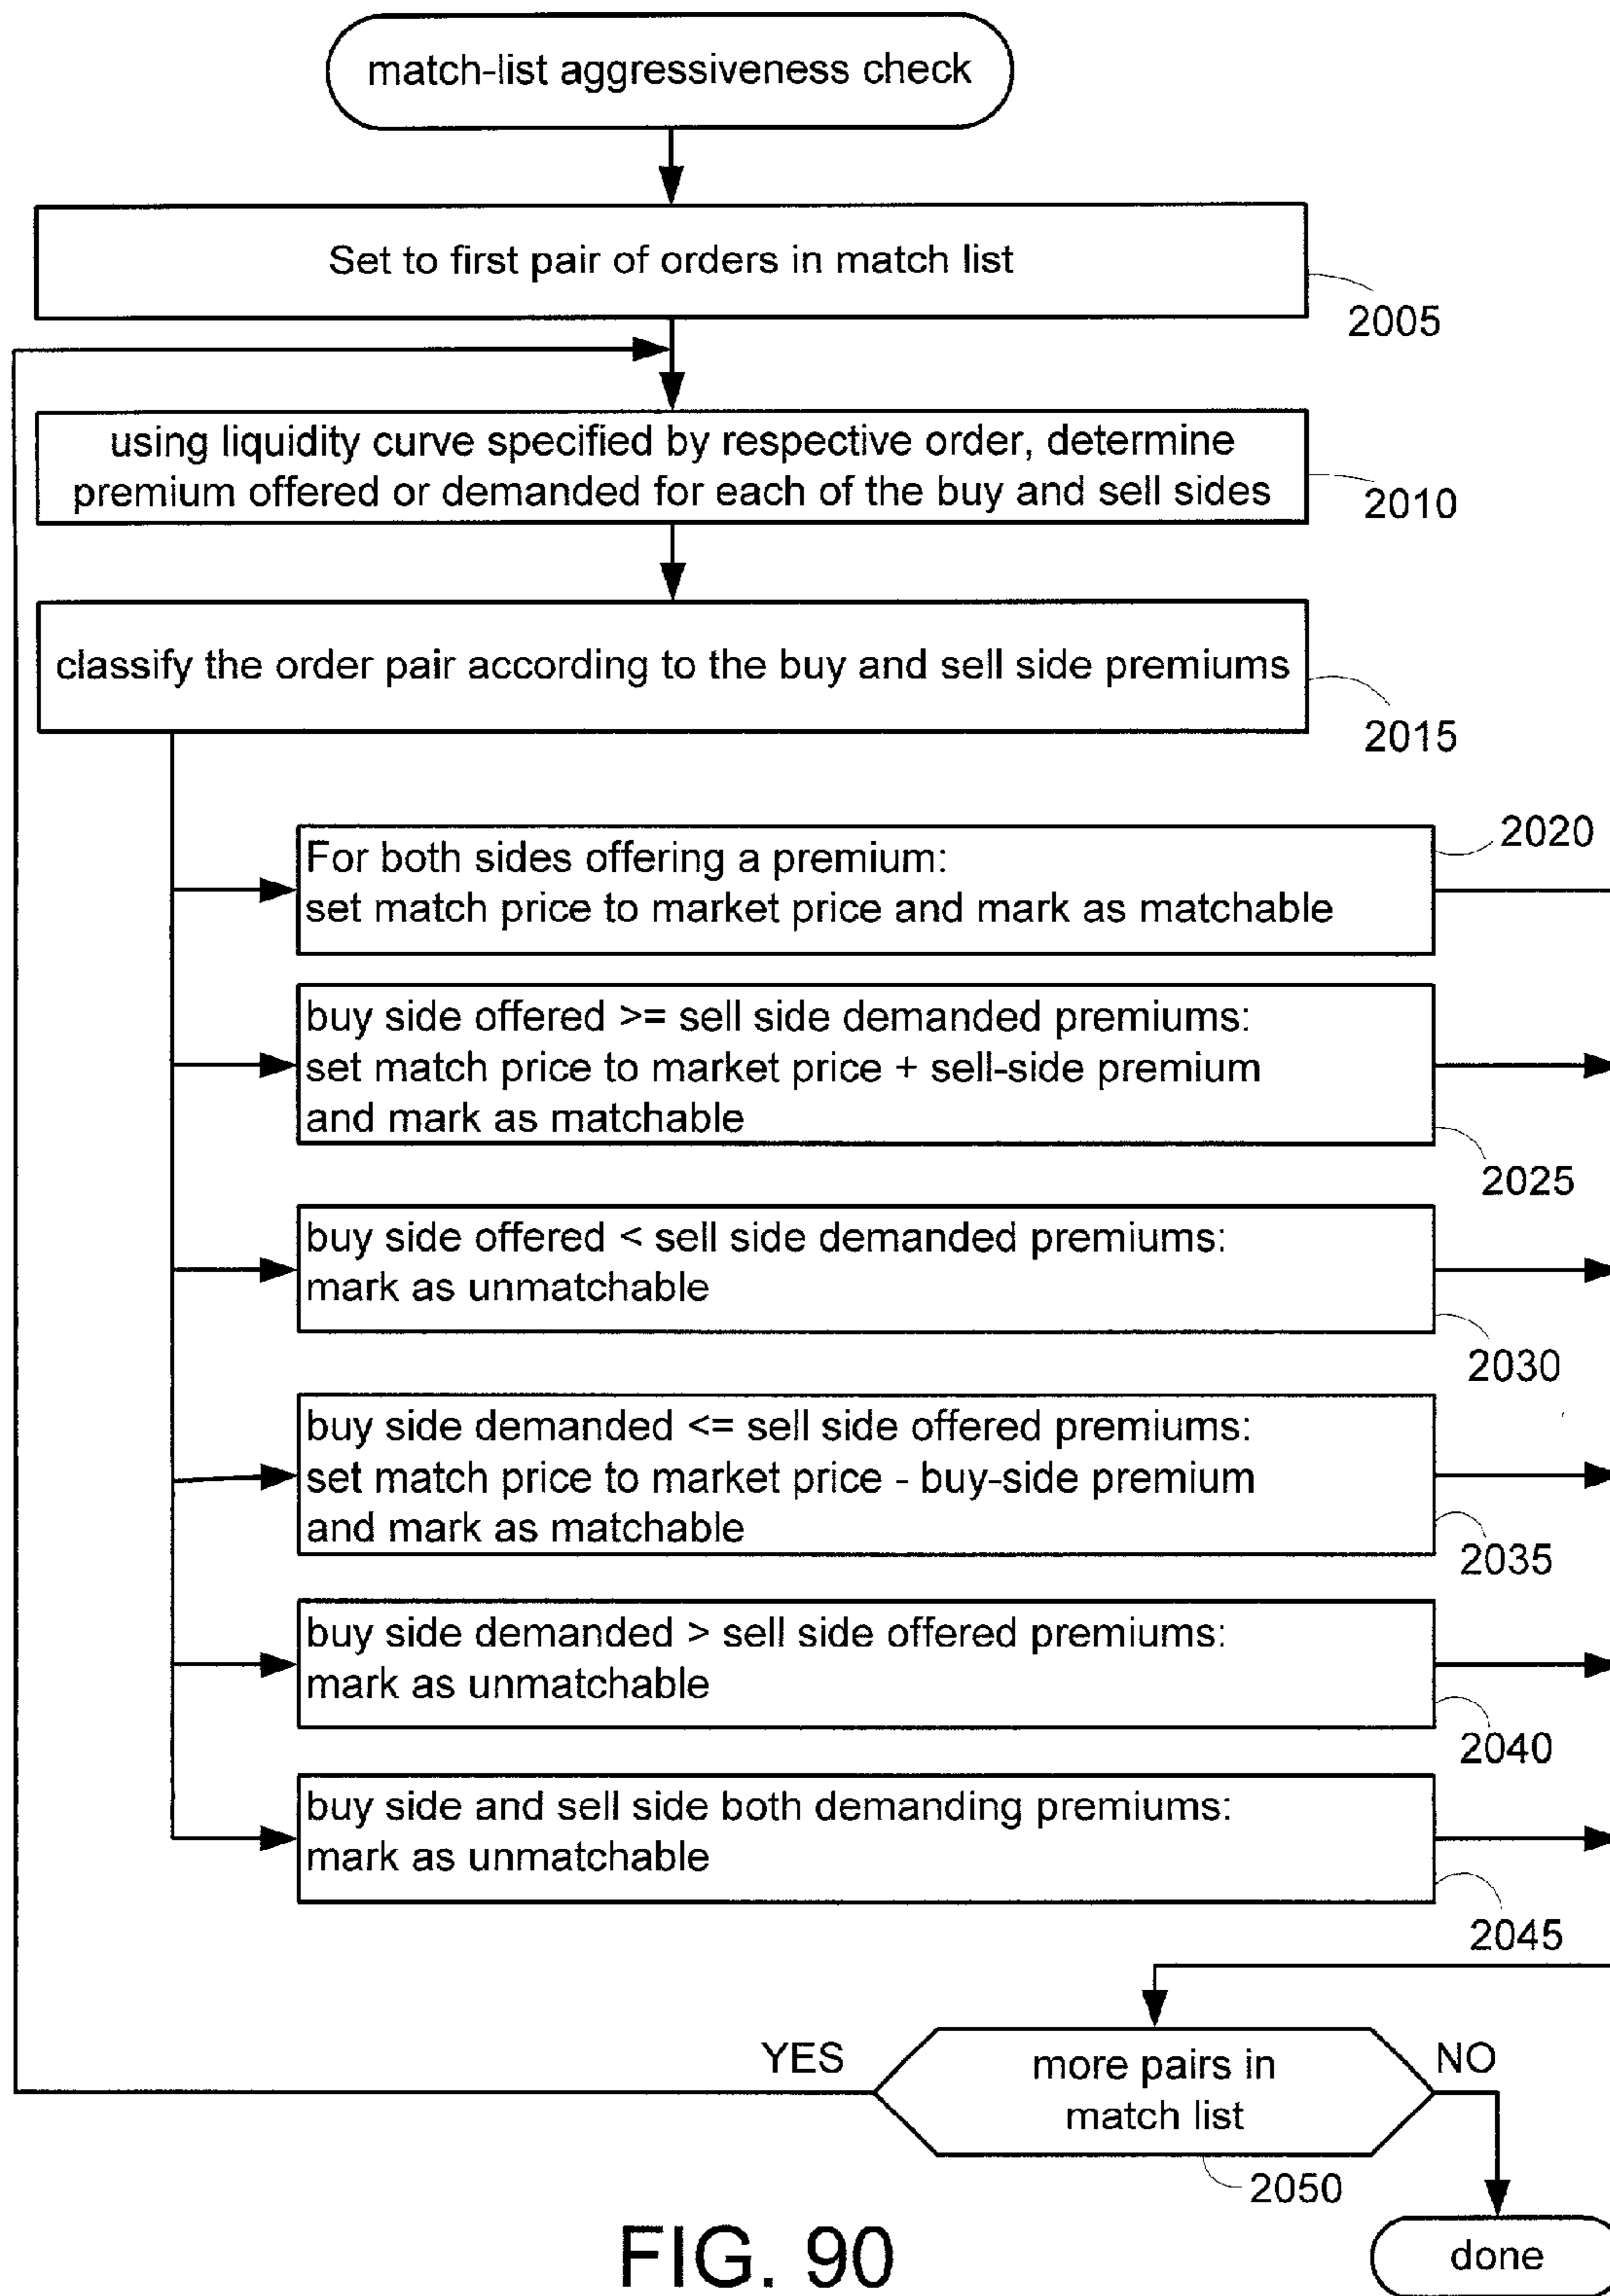 match-list aggressiveness check
Set to first pair of orders in match list
2005
using liquidity curve specified by respective order, determine
premium offered or demanded for each of the buy and sell sides
2010
classify the order pair according to the buy and sell side premiums
2015
2020
For both sides offering a premium:
set match price to market price and mark as matchable
buy side offered >= sell side demanded premiums:
set match price to market price + sell-side premium
and mark as matchable
2025
buy side offered < sell side demanded premiums:
mark as unmatchable
2030
buy side demanded <= sell side offered premiums:
set match price to market price - buy-side premium
and mark as matchable
2035
buy side demanded > sell side offered premiums:
mark as unmatchable
2040
buy side and sell side both demanding premiums:
mark as unmatchable
2045
YES
more pairs in
match list
NO
2050
done
FIG. 90